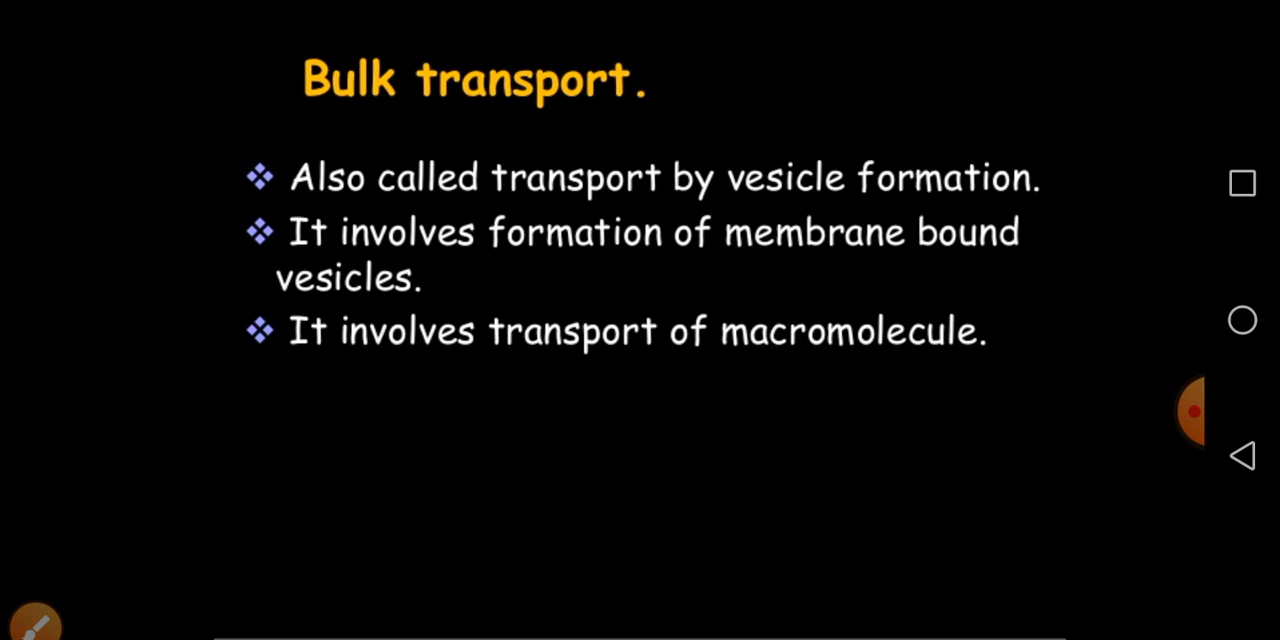 Bulk transport.
❖ Also called transport by vesicle formation.
❖ It involves formation of membrane bound
vesicles.
❖ It involves transport of macromolecule.